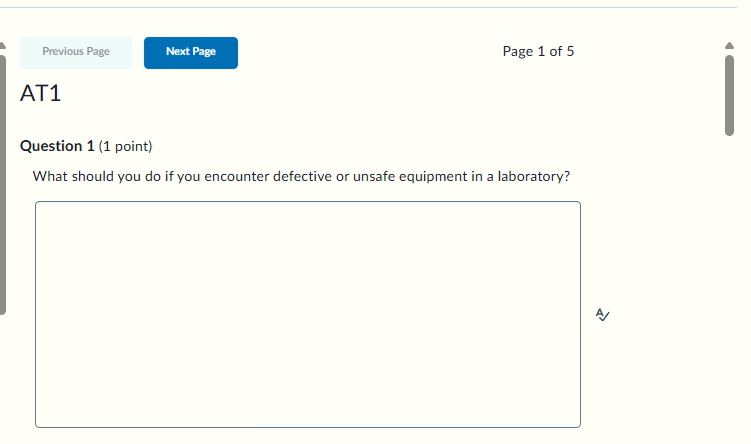 Previous Page Next Page Page 1 of 5
AT1
Question 1 (1 point)
What should you do if you encounter defective or unsafe equipment in a laboratory?